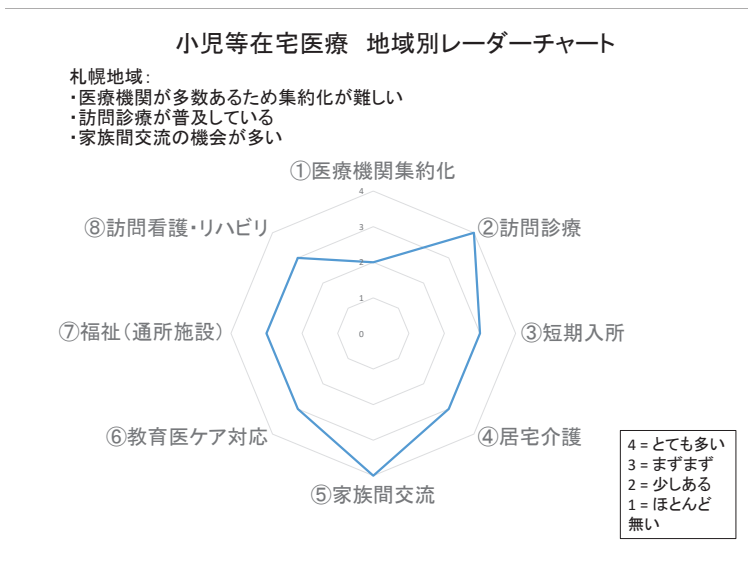 小児等在宅医療　地域別レーダーチャート
札幌地域：
・医療機関が多数あるため集約化が難しい
・訪問診療が普及している
・家族間交流の機会が多い
①医療機関集約化
⑧訪問看護・リハビリ
②訪問診療
⑦福祉（通所施設）
③短期入所
⑥教育医ケア対応
④居宅介護
⑤家族間交流
4
3
2
1
0
4 = とても多い
3 = まずまず
2 = 少しある
1 = ほとんど
無い